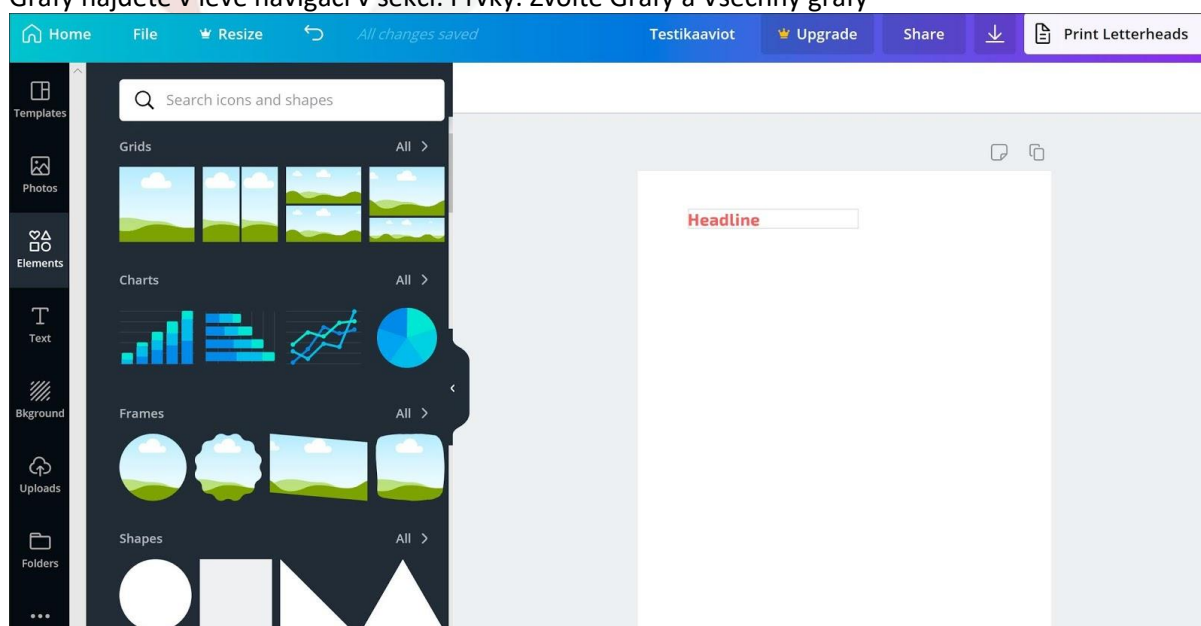 Grafy najdete v levé navigaci v sekci: Prvky. Zvolte Grafy a Všechny grafy
Home File Resize All changes saved Testikaaviot Upgrade Share Print Letterheads
Templates
Photos
Elements
Text
Bkground
Uploads
Folders
Search icons and shapes
Grids All >
Charts All >
Frames All >
Shapes All >
Headline